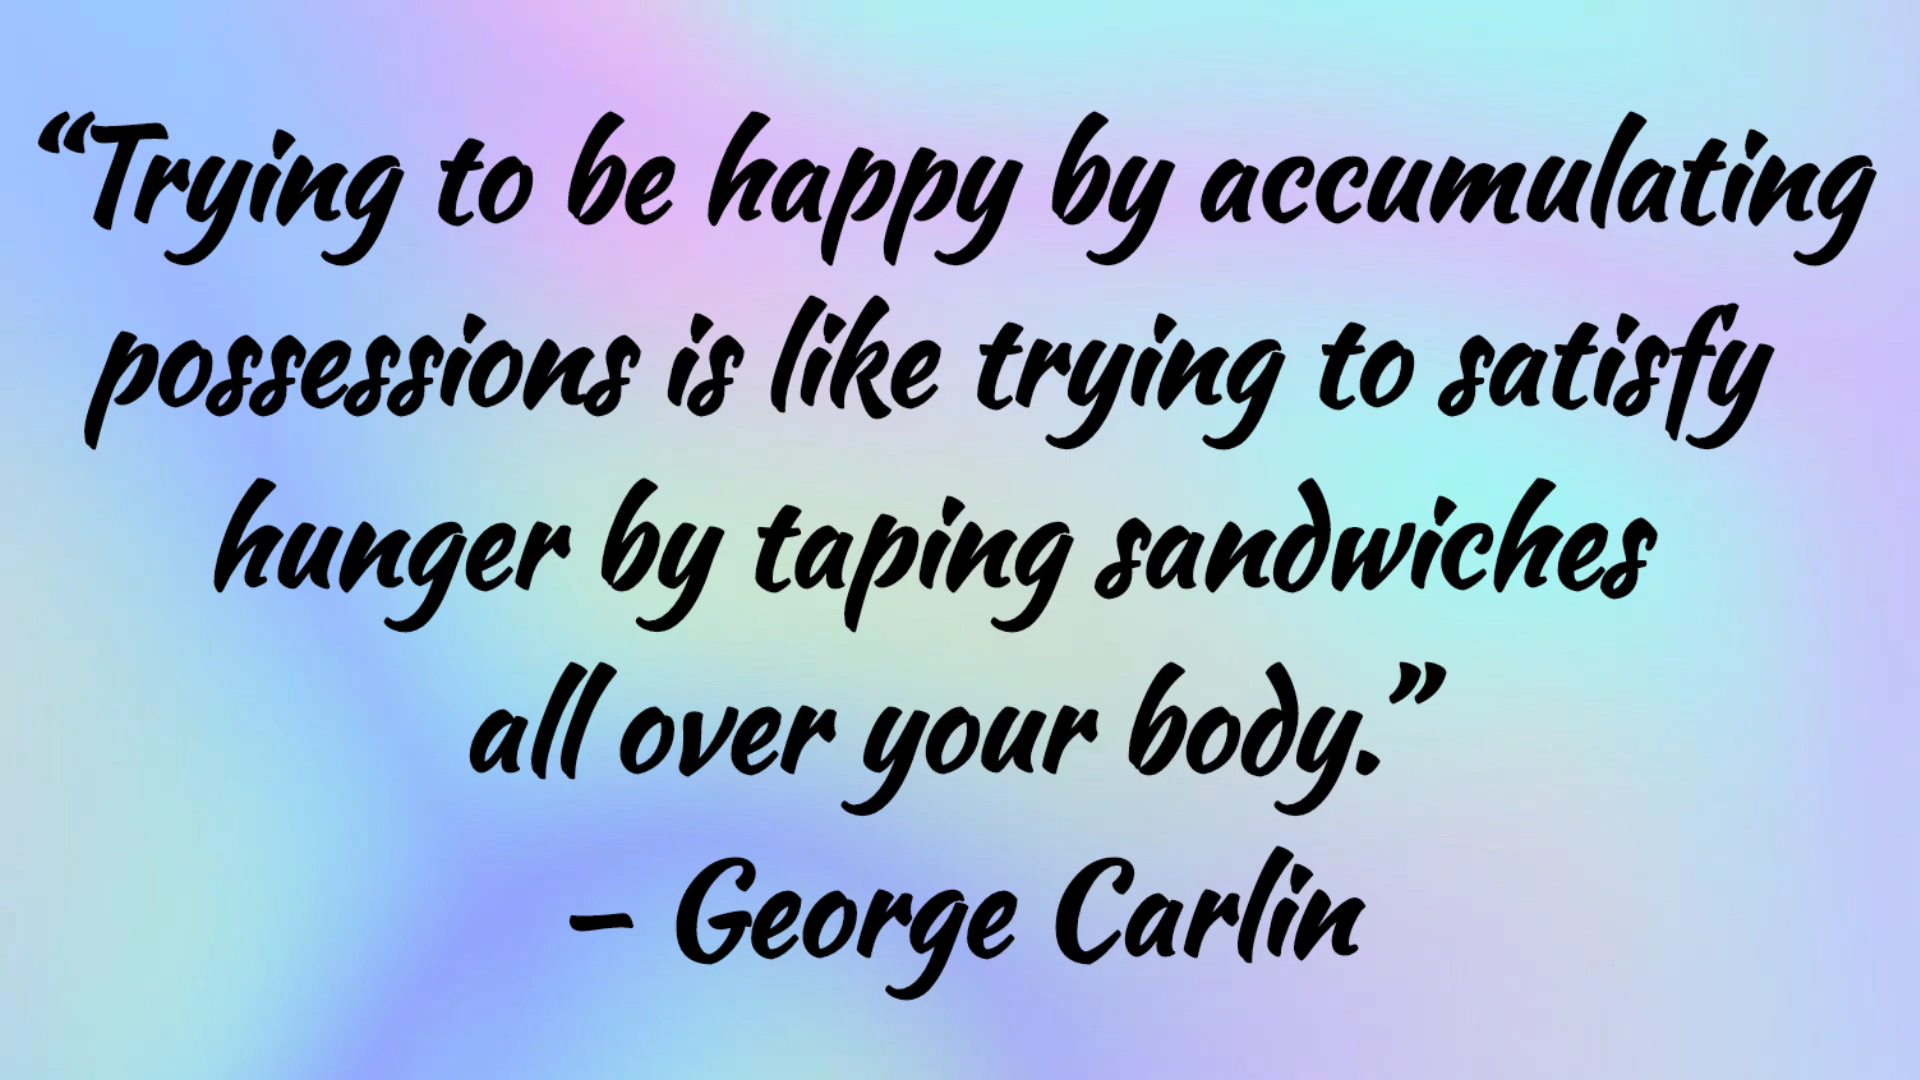 “Trying to be happy by accumulating
possessions is like trying to satisfy
hunger by taping sandwiches
all over your body.”
– George Carlin